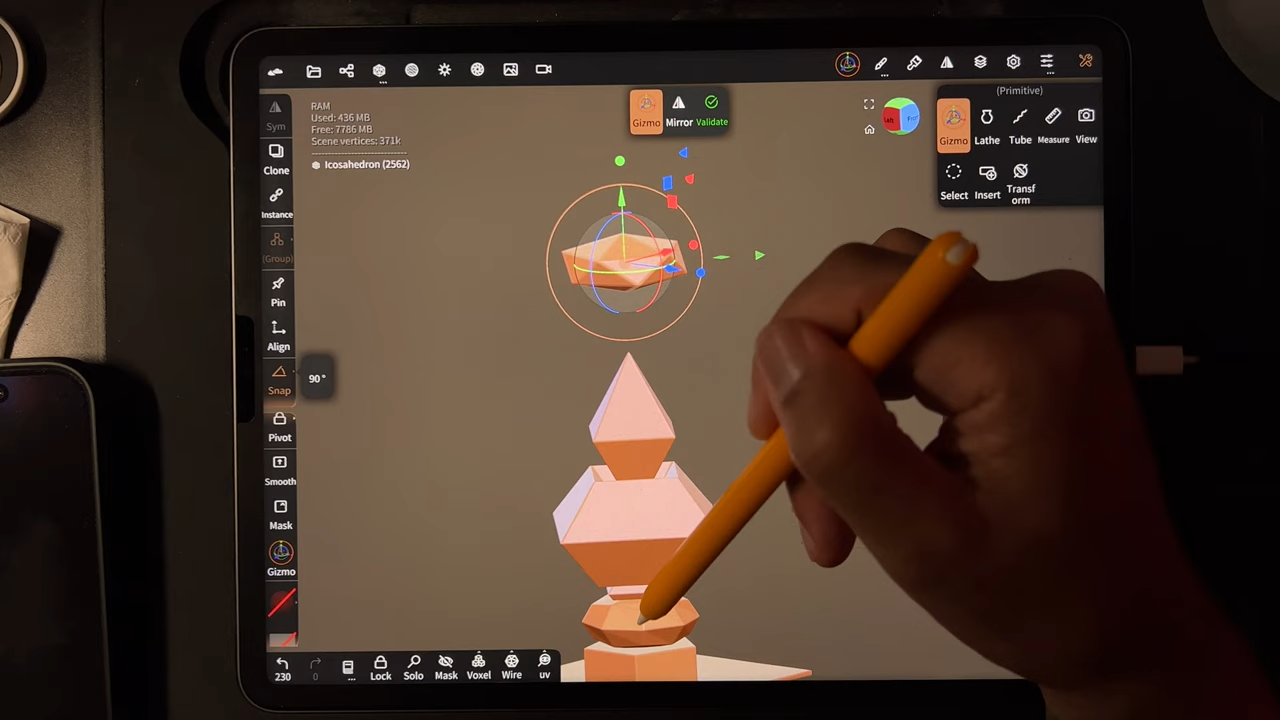 (Primitive)
Gizmo
Lathe
Tube
Measure
View
Select
Insert
Transf
orm
RAM
Used: 436 MB
Free: 7786 MB
Scene vertices: 371k
Icosahedron (2562)
Gizmo
Mirror
Validate
left
Front
Sym
Clone
Instance
(Group)
Pin
Align
Snap
90°
Pivot
Smooth
Mask
Gizmo
230
0
Lock
Solo
Mask
Voxel
Wire
uv